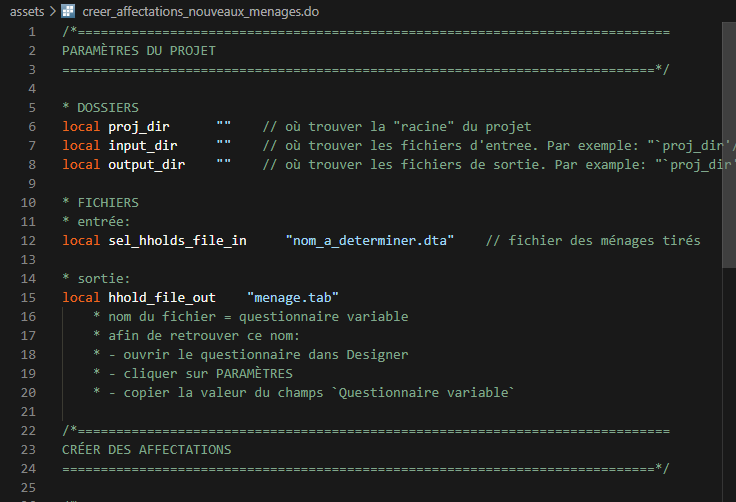 assets > creer_affectations_nouveaux_menages.do
1 /*=============================================================================
2 PARAMÈTRES DU PROJET
3 =============================================================================*/
4
5 * DOSSIERS
6 local proj_dir "" // où trouver la "racine" du projet
7 local input_dir "" // où trouver les fichiers d'entree. Par exemple: "`proj_dir'/
8 local output_dir "" // où trouver les fichiers de sortie. Par example: "`proj_dir'
9
10 * FICHIERS
11 * entrée:
12 local sel_hholds_file_in "nom_a_determiner.dta" // fichier des ménages tirés
13
14 * sortie:
15 local hhold_file_out "menage.tab"
16 * nom du fichier = questionnaire variable
17 * afin de retrouver ce nom:
18 * - ouvrir le questionnaire dans Designer
19 * - cliquer sur PARAMÈTRES
20 * - copier la valeur du champs `Questionnaire variable`
21
22 /*=============================================================================
23 CRÉER DES AFFECTATIONS
24 =============================================================================*/
25